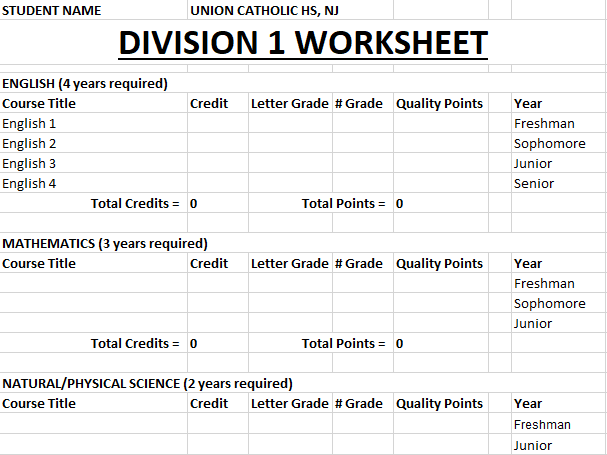 STUDENT NAME UNION CATHOLIC HS, NJ
DIVISION 1 WORKSHEET
ENGLISH (4 years required)
Course Title Credit Letter Grade # Grade Quality Points Year
English 1 Freshman
English 2 Sophomore
English 3 Junior
English 4 Senior
Total Credits = 0 Total Points = 0
MATHEMATICS (3 years required)
Course Title Credit Letter Grade # Grade Quality Points Year
Freshman
Sophomore
Junior
Total Credits = 0 Total Points = 0
NATURAL/PHYSICAL SCIENCE (2 years required)
Course Title Credit Letter Grade # Grade Quality Points Year
Freshman
Junior